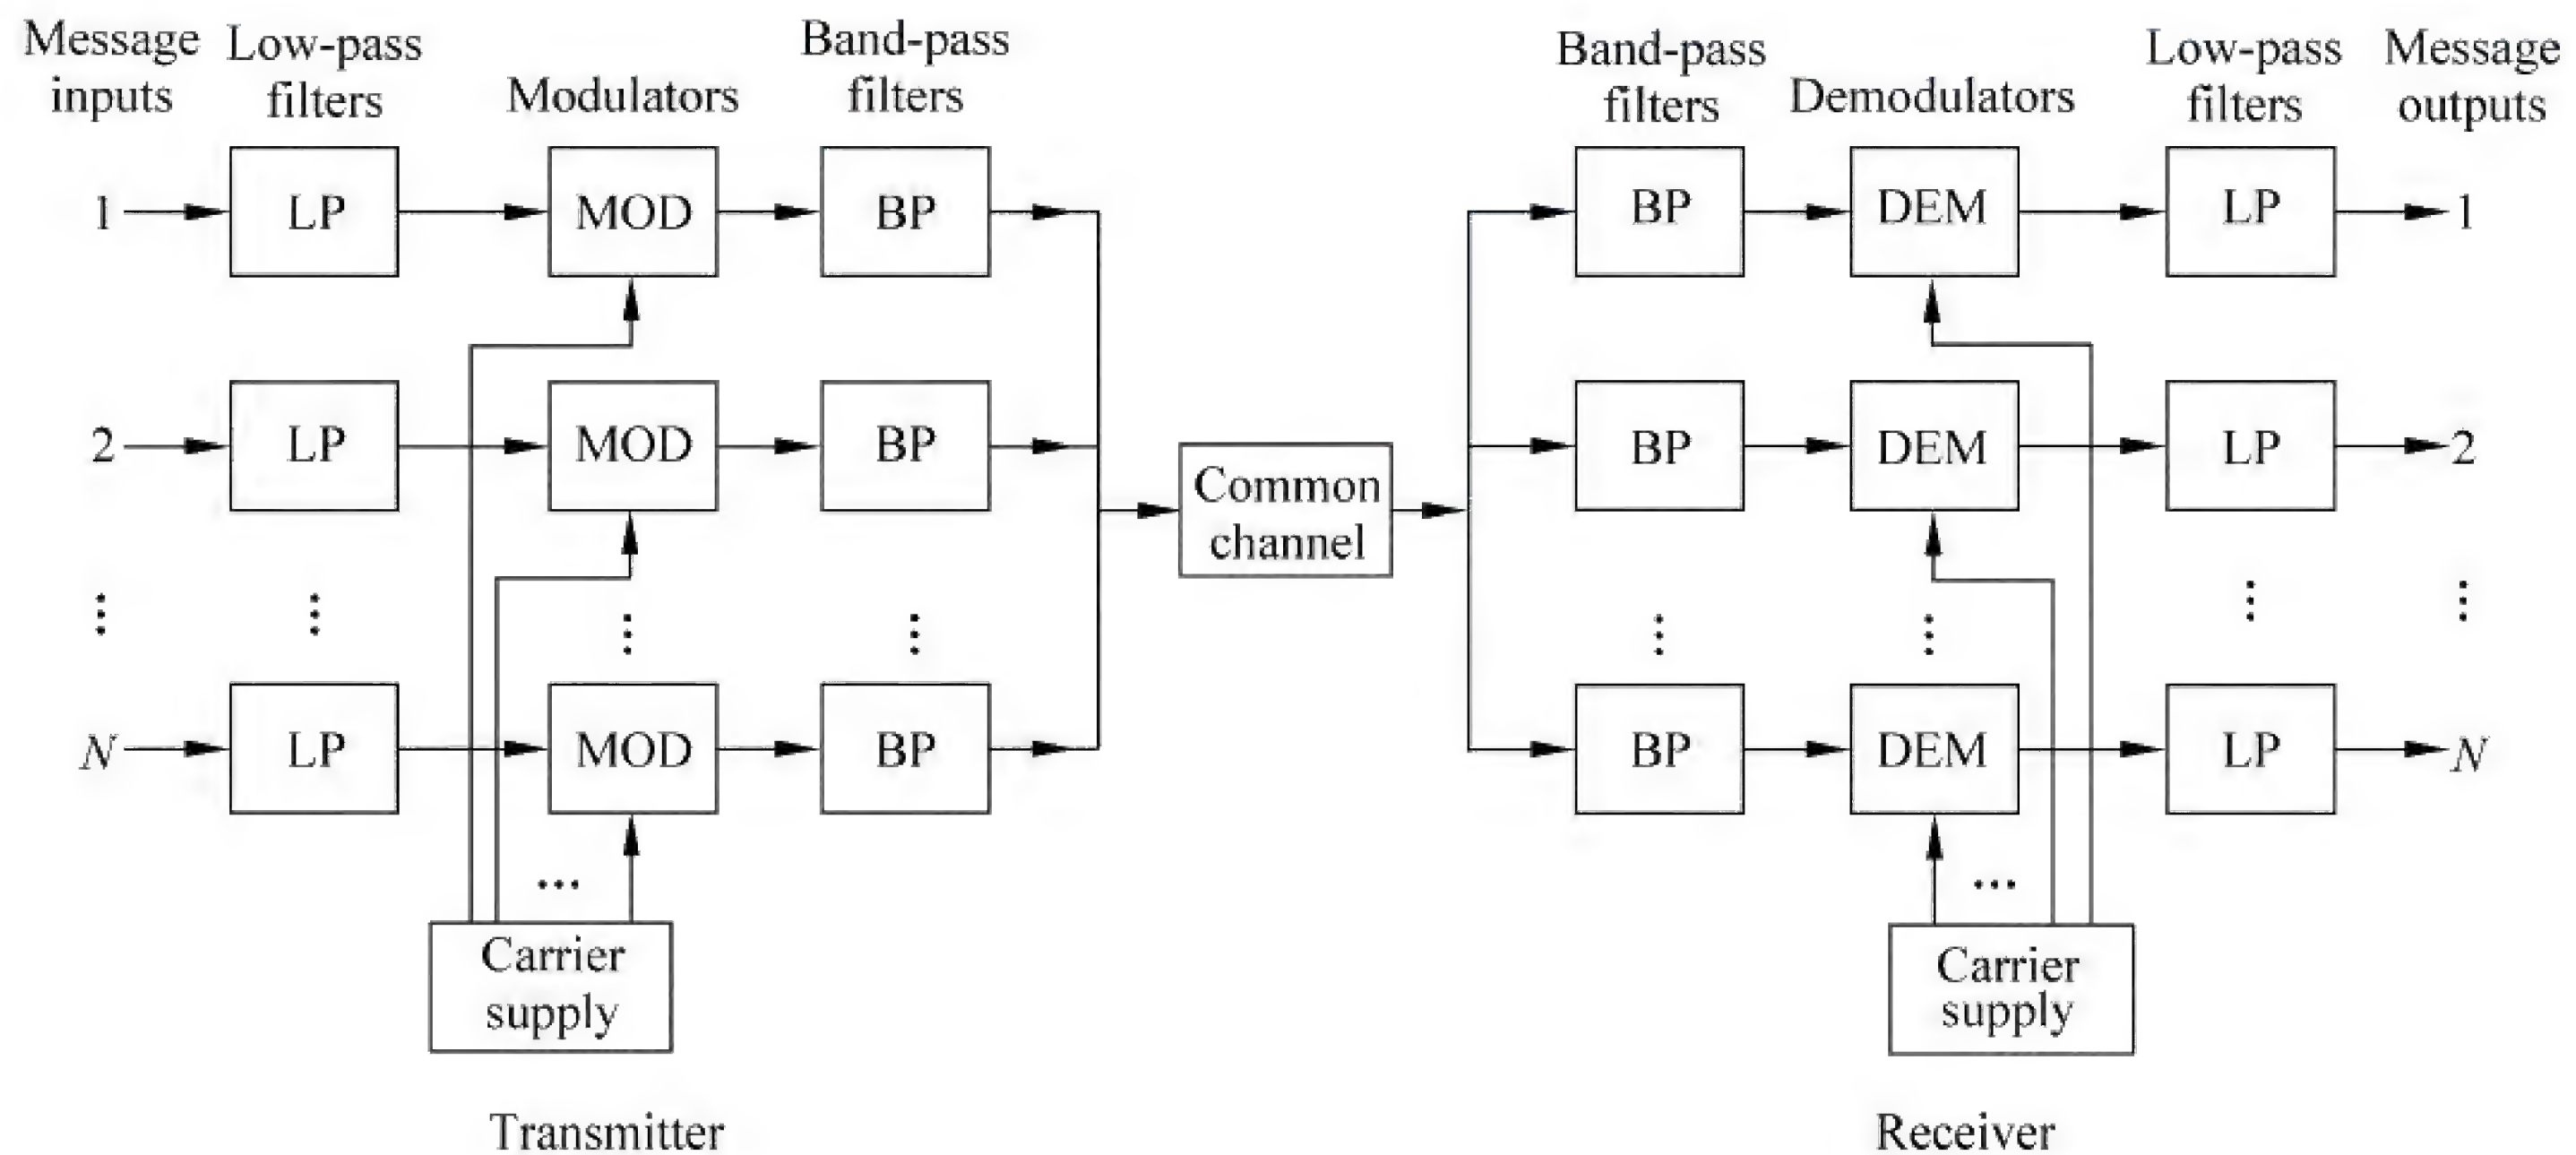 Message inputs
Low-pass filters
Modulators
Band-pass filters
Band-pass filters
Demodulators
Low-pass filters
Message outputs
1
LP
MOD
BP
BP
DEM
LP
1
2
LP
MOD
BP
Common channel
BP
DEM
LP
2
⋮
⋮
⋮
⋮
⋮
⋮
⋮
⋮
N
LP
MOD
BP
BP
DEM
LP
N
...
...
Carrier supply
Carrier supply
Transmitter
Receiver